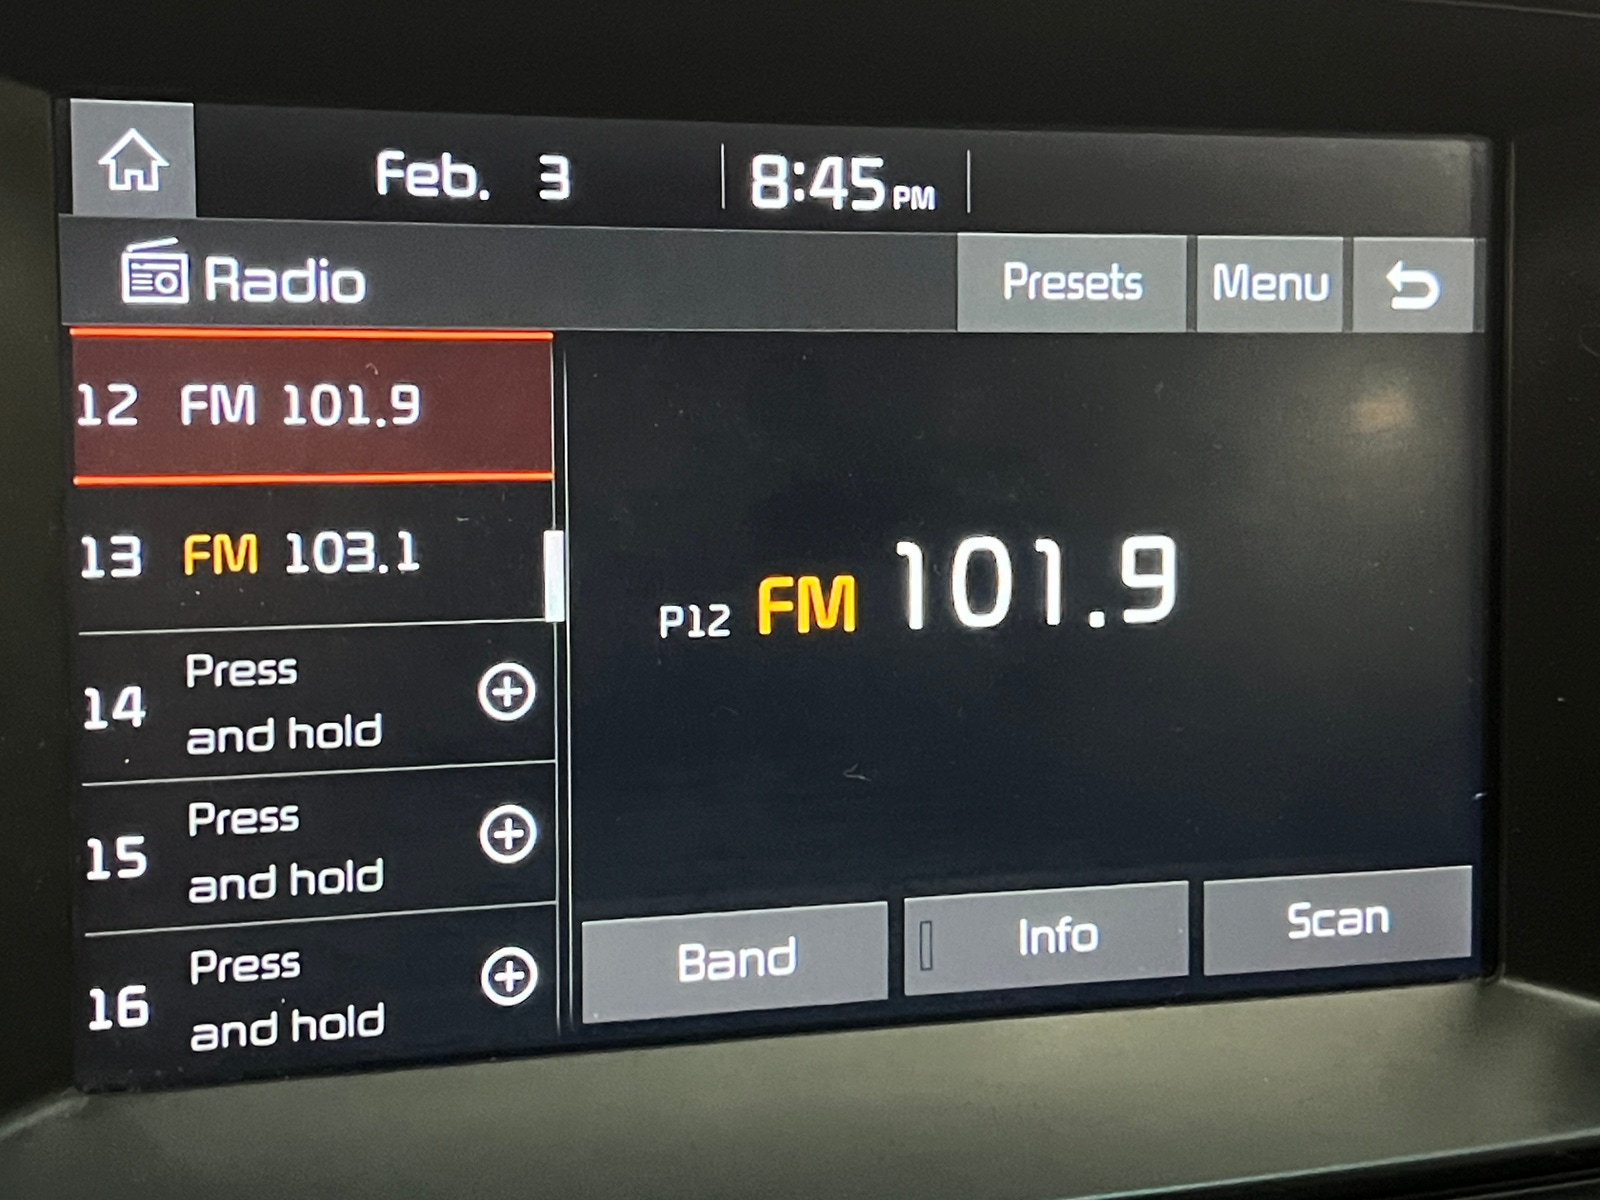 Feb. 3 8:45 PM
Radio Presets Menu
12 FM 101.9
13 FM 103.1
P12 FM 101.9
14 Press
and hold
15 Press
and hold
16 Press
and hold
Band Info Scan